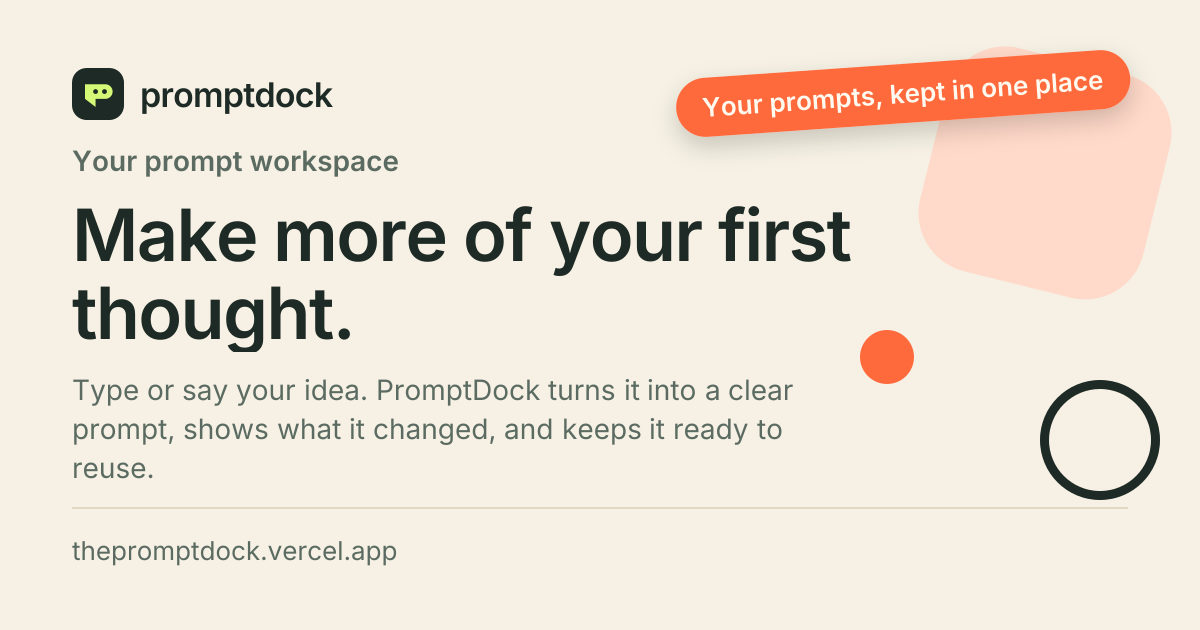 promptdock
Your prompts, kept in one place
Your prompt workspace
Make more of your first
thought.
Type or say your idea. PromptDock turns it into a clear
prompt, shows what it changed, and keeps it ready to
reuse.
thepromptdock.vercel.app